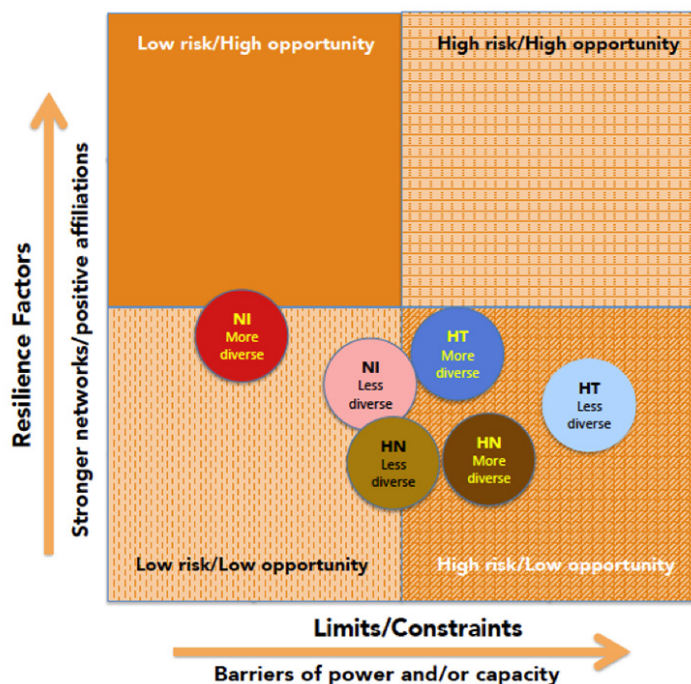 Low risk/High opportunity
High risk/High opportunity
Resilience Factors
Stronger networks/positive affiliations
NI
More
diverse
NI
Less
diverse
HT
More
diverse
HT
Less
diverse
HN
Less
diverse
HN
More
diverse
Low risk/Low opportunity
High risk/Low opportunity
Limits/Constraints
Barriers of power and/or capacity